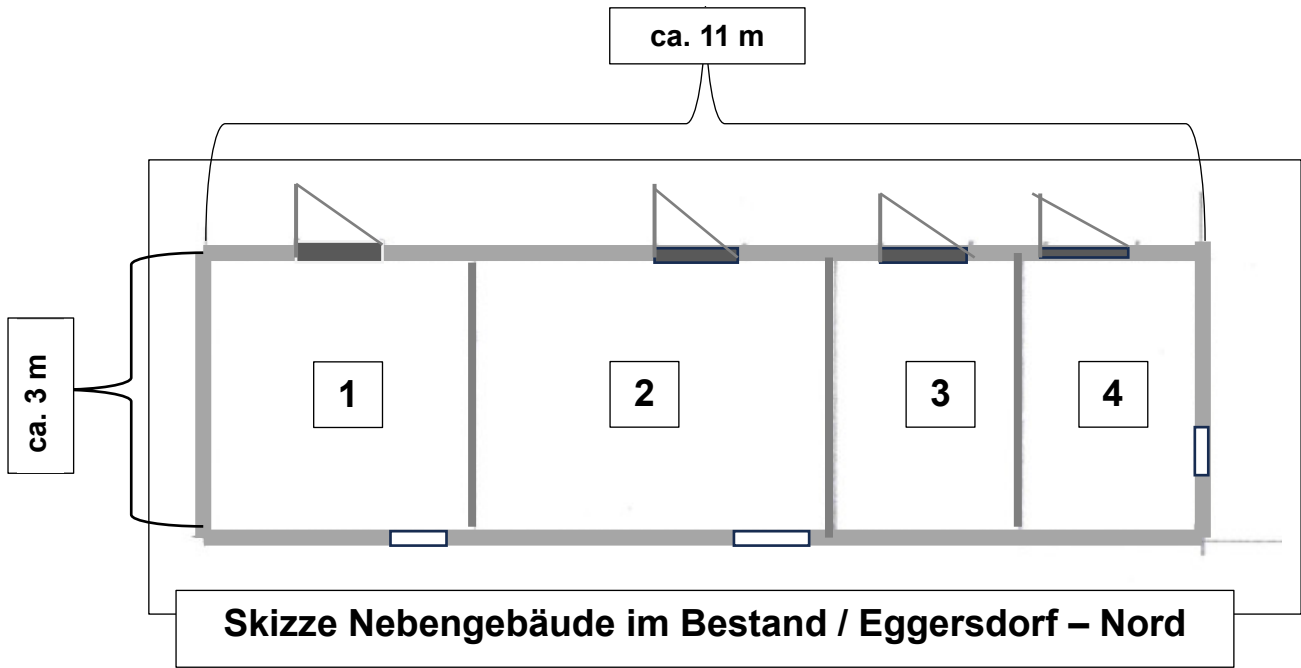 ca. 11 m
ca. 3 m
1
2
3
4
Skizze Nebengebäude im Bestand / Eggersdorf – Nord